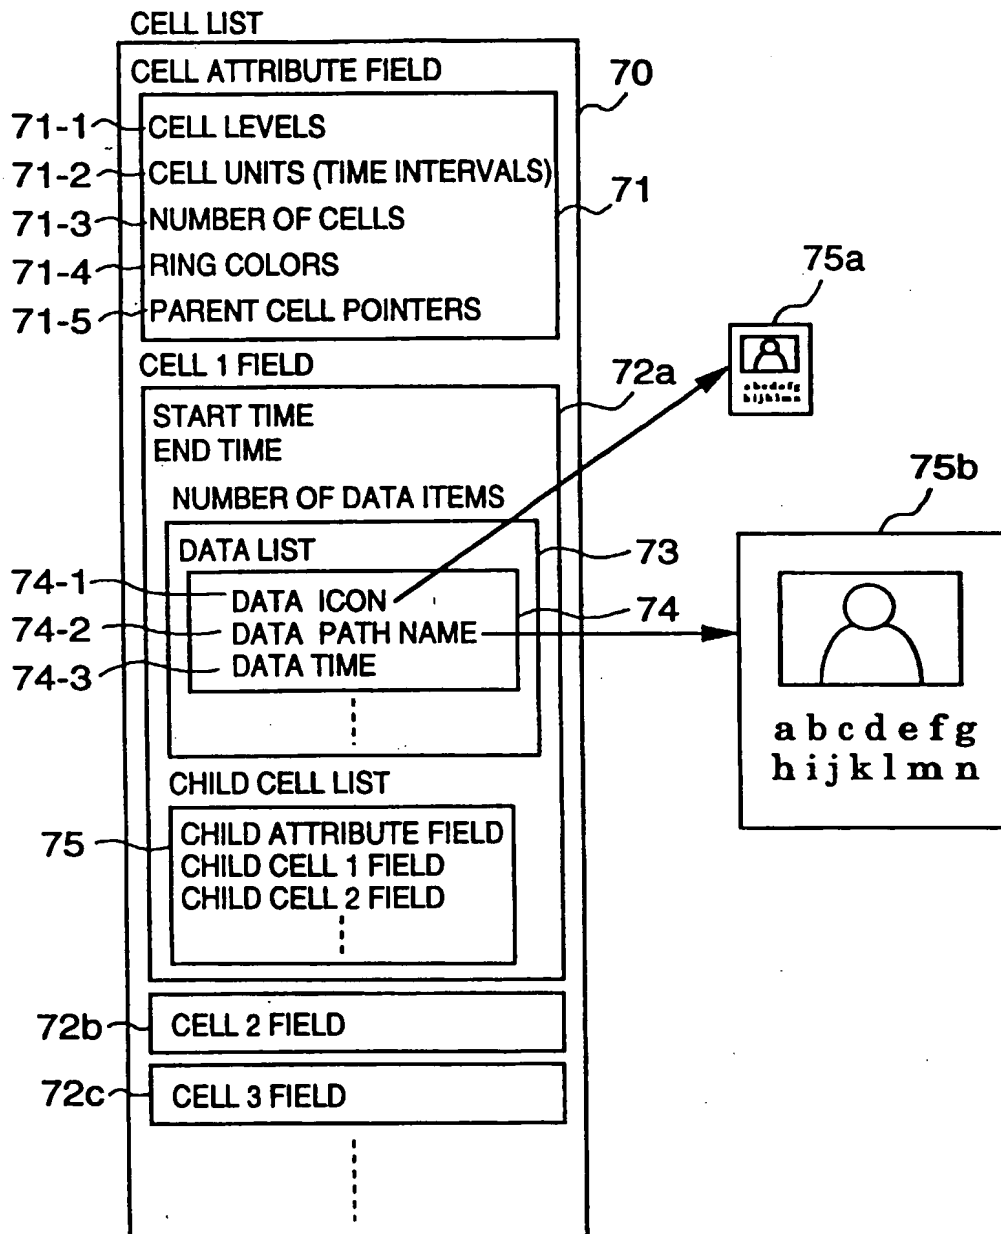 CELL LIST
CELL ATTRIBUTE FIELD
70
71-1 CELL LEVELS
71-2 CELL UNITS (TIME INTERVALS)
71
71-3 NUMBER OF CELLS
71-4 RING COLORS
71-5 PARENT CELL POINTERS
75a
abcdefg
hijklmn
CELL 1 FIELD
72a
START TIME
END TIME
NUMBER OF DATA ITEMS
75b
DATA LIST
73
74-1 DATA ICON
74
74-2 DATA PATH NAME
74-3 DATA TIME
a b c d e f g
h i j k l m n
CHILD CELL LIST
75 CHILD ATTRIBUTE FIELD
CHILD CELL 1 FIELD
CHILD CELL 2 FIELD
72b CELL 2 FIELD
72c CELL 3 FIELD